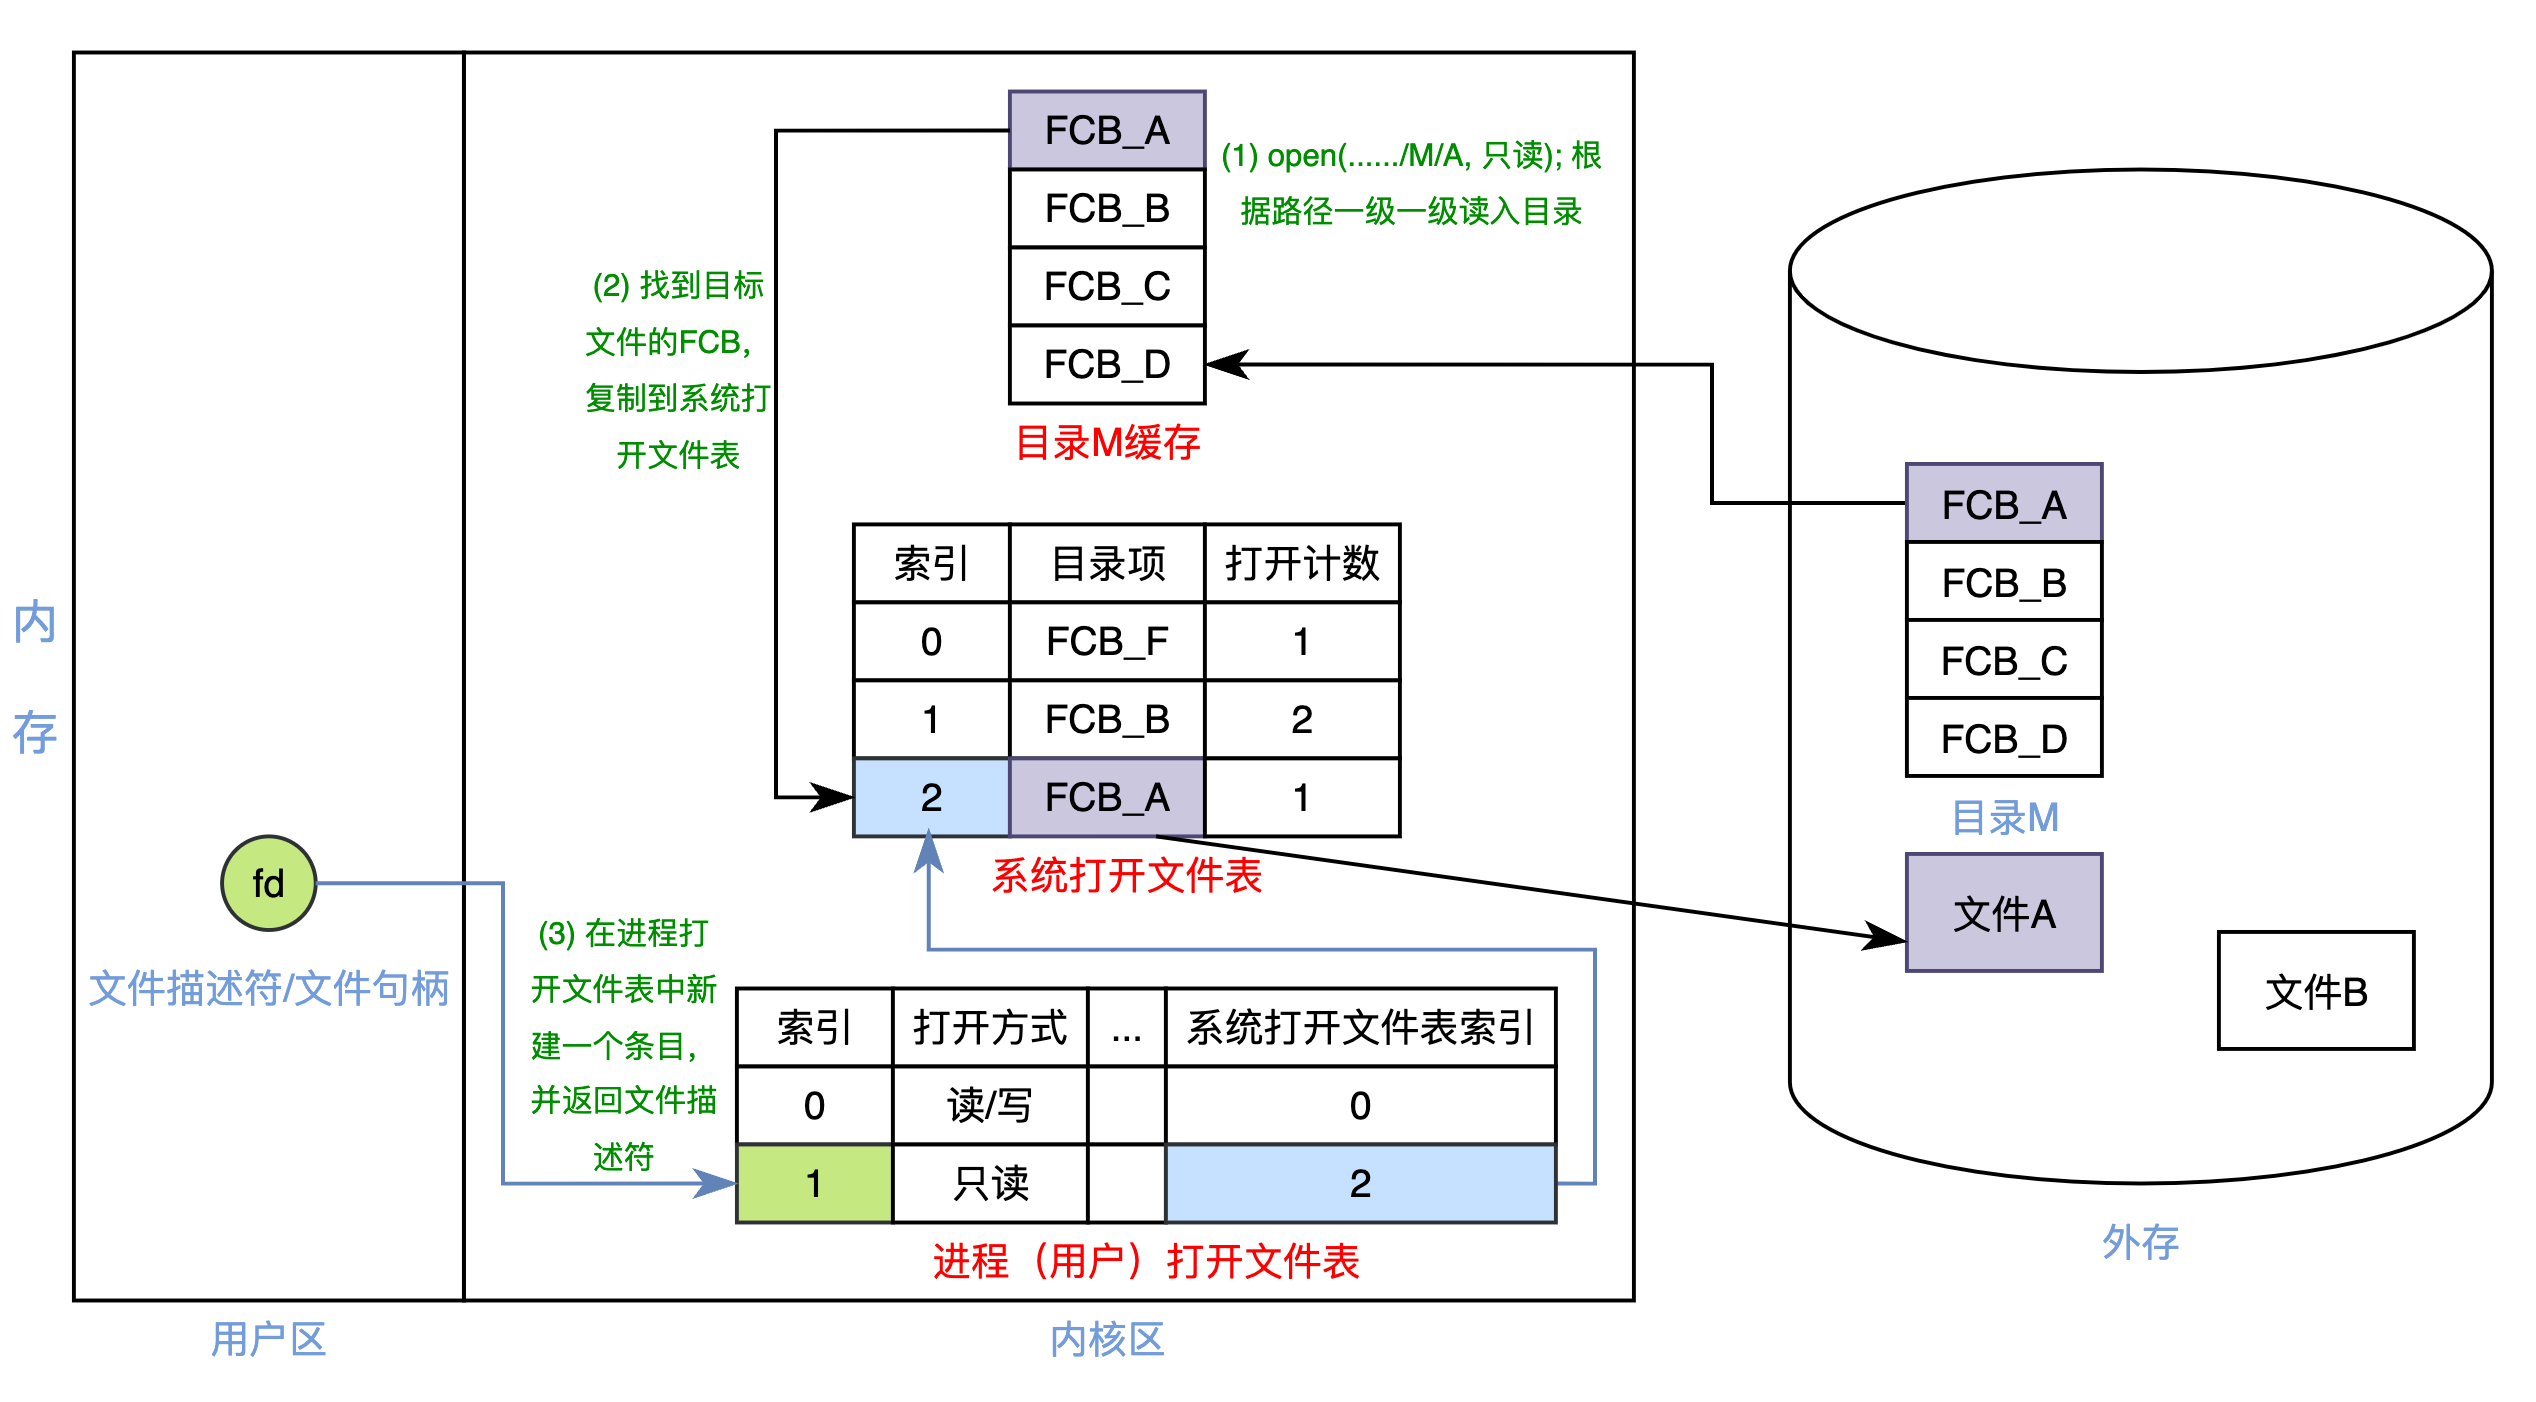 FCB_A
FCB_B
FCB_C
FCB_D
目录M缓存
(1) open(....../M/A, 只读); 根
据路径一级一级读入目录
(2) 找到目标
文件的FCB,
复制到系统打
开文件表
索引 目录项 打开计数
0 FCB_F 1
1 FCB_B 2
2 FCB_A 1
系统打开文件表
内
存
fd
文件描述符/文件句柄
(3) 在进程打
开文件表中新
建一个条目,
并返回文件描
述符
索引 打开方式 ... 系统打开文件表索引
0 读/写 0
1 只读 2
进程（用户）打开文件表
用户区
内核区
FCB_A
FCB_B
FCB_C
FCB_D
目录M
文件A
文件B
外存